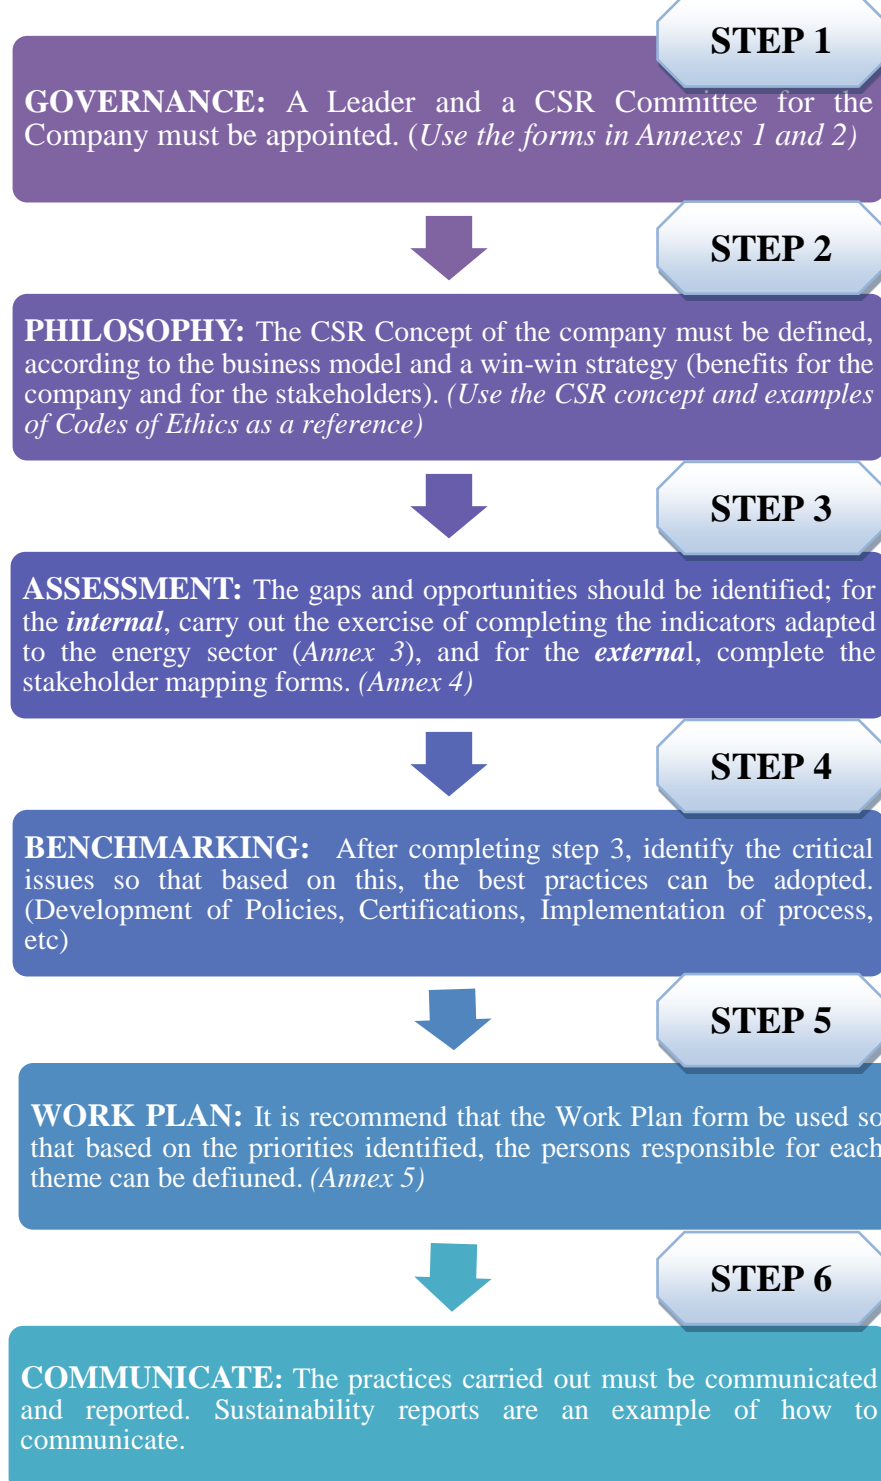 STEP 1
GOVERNANCE: A Leader and a CSR Committee for the
Company must be appointed. (Use the forms in Annexes 1 and 2)
STEP 2
PHILOSOPHY: The CSR Concept of the company must be defined,
according to the business model and a win-win strategy (benefits for the
company and for the stakeholders). (Use the CSR concept and examples
of Codes of Ethics as a reference)
STEP 3
ASSESSMENT: The gaps and opportunities should be identified; for
the internal, carry out the exercise of completing the indicators adapted
to the energy sector (Annex 3), and for the external, complete the
stakeholder mapping forms. (Annex 4)
STEP 4
BENCHMARKING: After completing step 3, identify the critical
issues so that based on this, the best practices can be adopted.
(Development of Policies, Certifications, Implementation of process,
etc)
STEP 5
WORK PLAN: It is recommend that the Work Plan form be used so
that based on the priorities identified, the persons responsible for each
theme can be defiuned. (Annex 5)
STEP 6
COMMUNICATE: The practices carried out must be communicated
and reported. Sustainability reports are an example of how to
communicate.